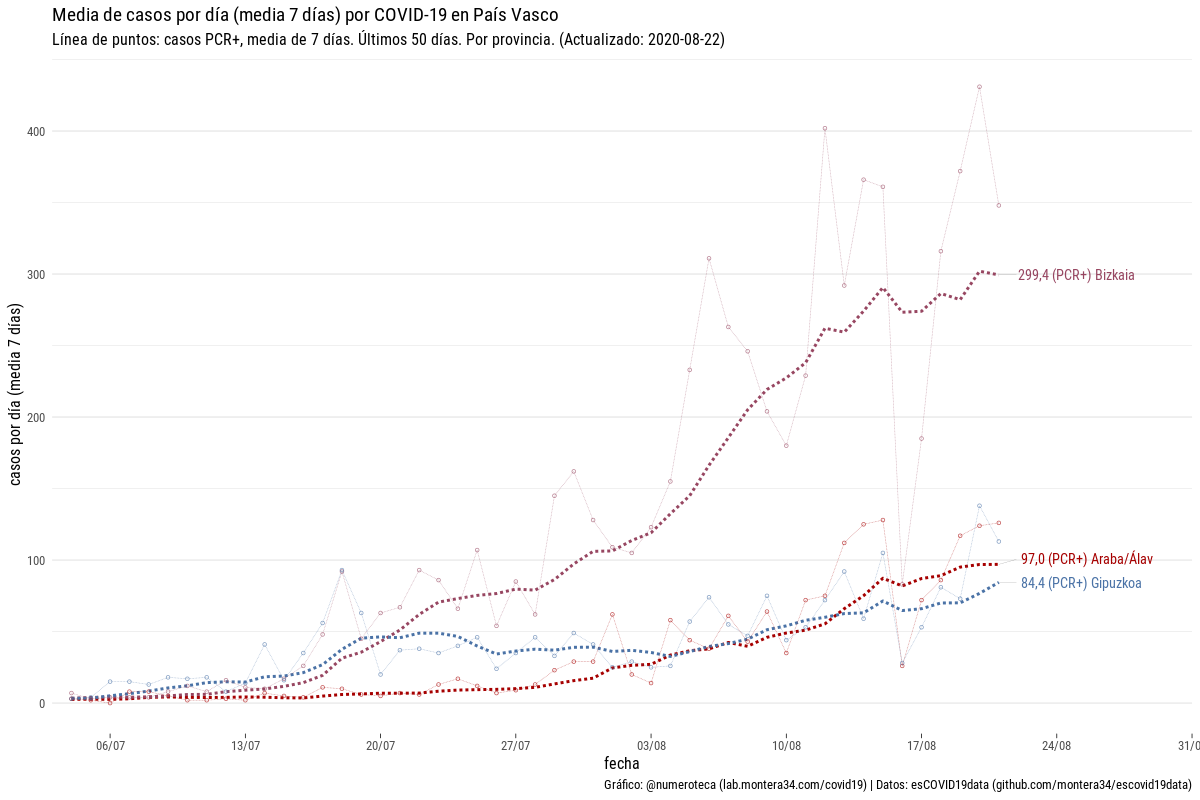 Media de casos por día (media 7 días) por COVID-19 en País Vasco
Línea de puntos: casos PCR+, media de 7 días. Últimos 50 días. Por provincia. (Actualizado: 2020-08-22)
casos por día (media 7 días)
400
300
200
100
0
299,4 (PCR+) Bizkaia
97,0 (PCR+) Araba/Álav
84,4 (PCR+) Gipuzkoa
06/07 13/07 20/07 27/07 03/08 10/08 17/08 24/08 31/0
fecha
Gráfico: @numeroteca (lab.montera34.com/covid19) | Datos: esCOVID19data (github.com/montera34/escovid19data)